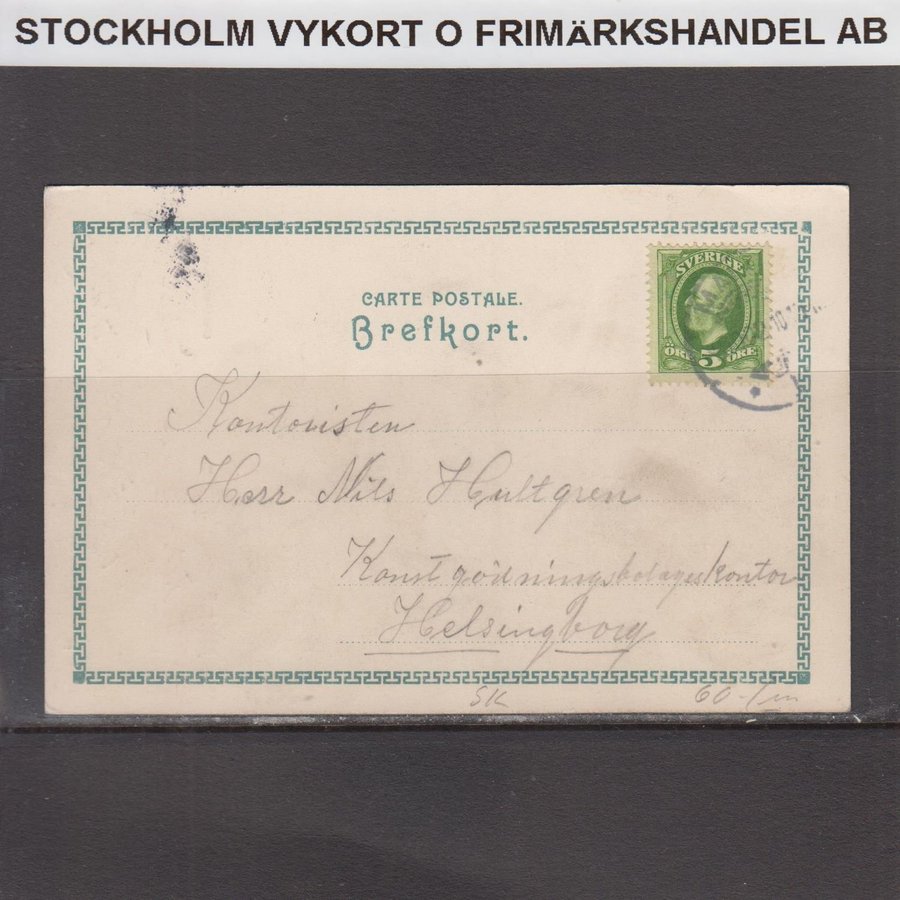 STOCKHOLM VYKORT O FRIMäRKSHANDEL AB
CARTE POSTALE.
Brefkort.
SVERIGE
ÖRE 5 ÖRE
Kontoristen
Herr Nils Hultgren
Konstgödningsbolagskontor
Helsingborg
SK 60:-